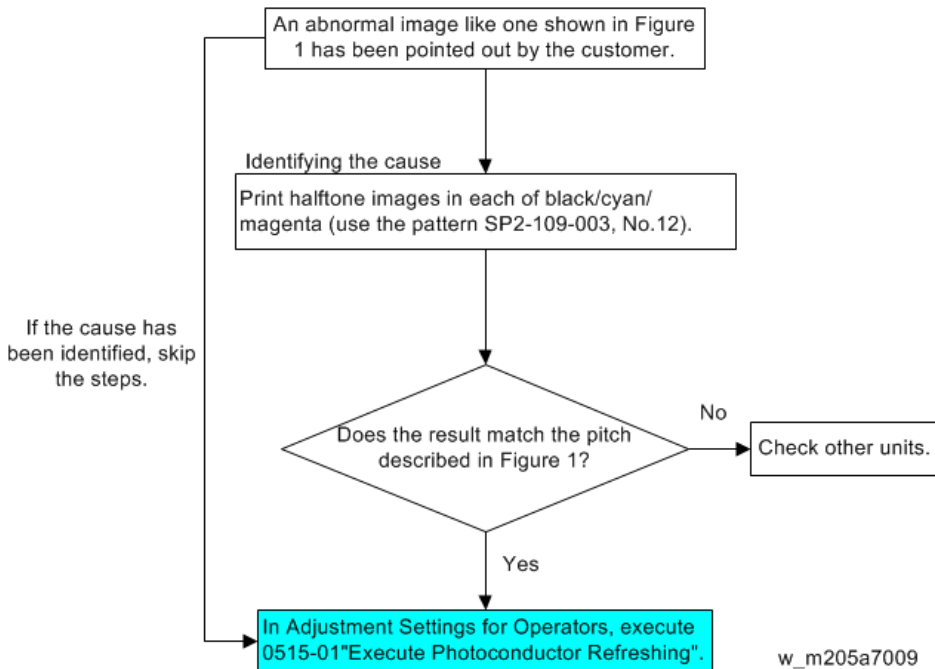 An abnormal image like one shown in Figure
1 has been pointed out by the customer.
Identifying the cause
Print halftone images in each of black/cyan/
magenta (use the pattern SP2-109-003, No.12).
If the cause has
been identified, skip
the steps.
Does the result match the pitch
described in Figure 1?
No
Check other units.
Yes
In Adjustment Settings for Operators, execute
0515-01"Execute Photoconductor Refreshing".
w_m205a7009